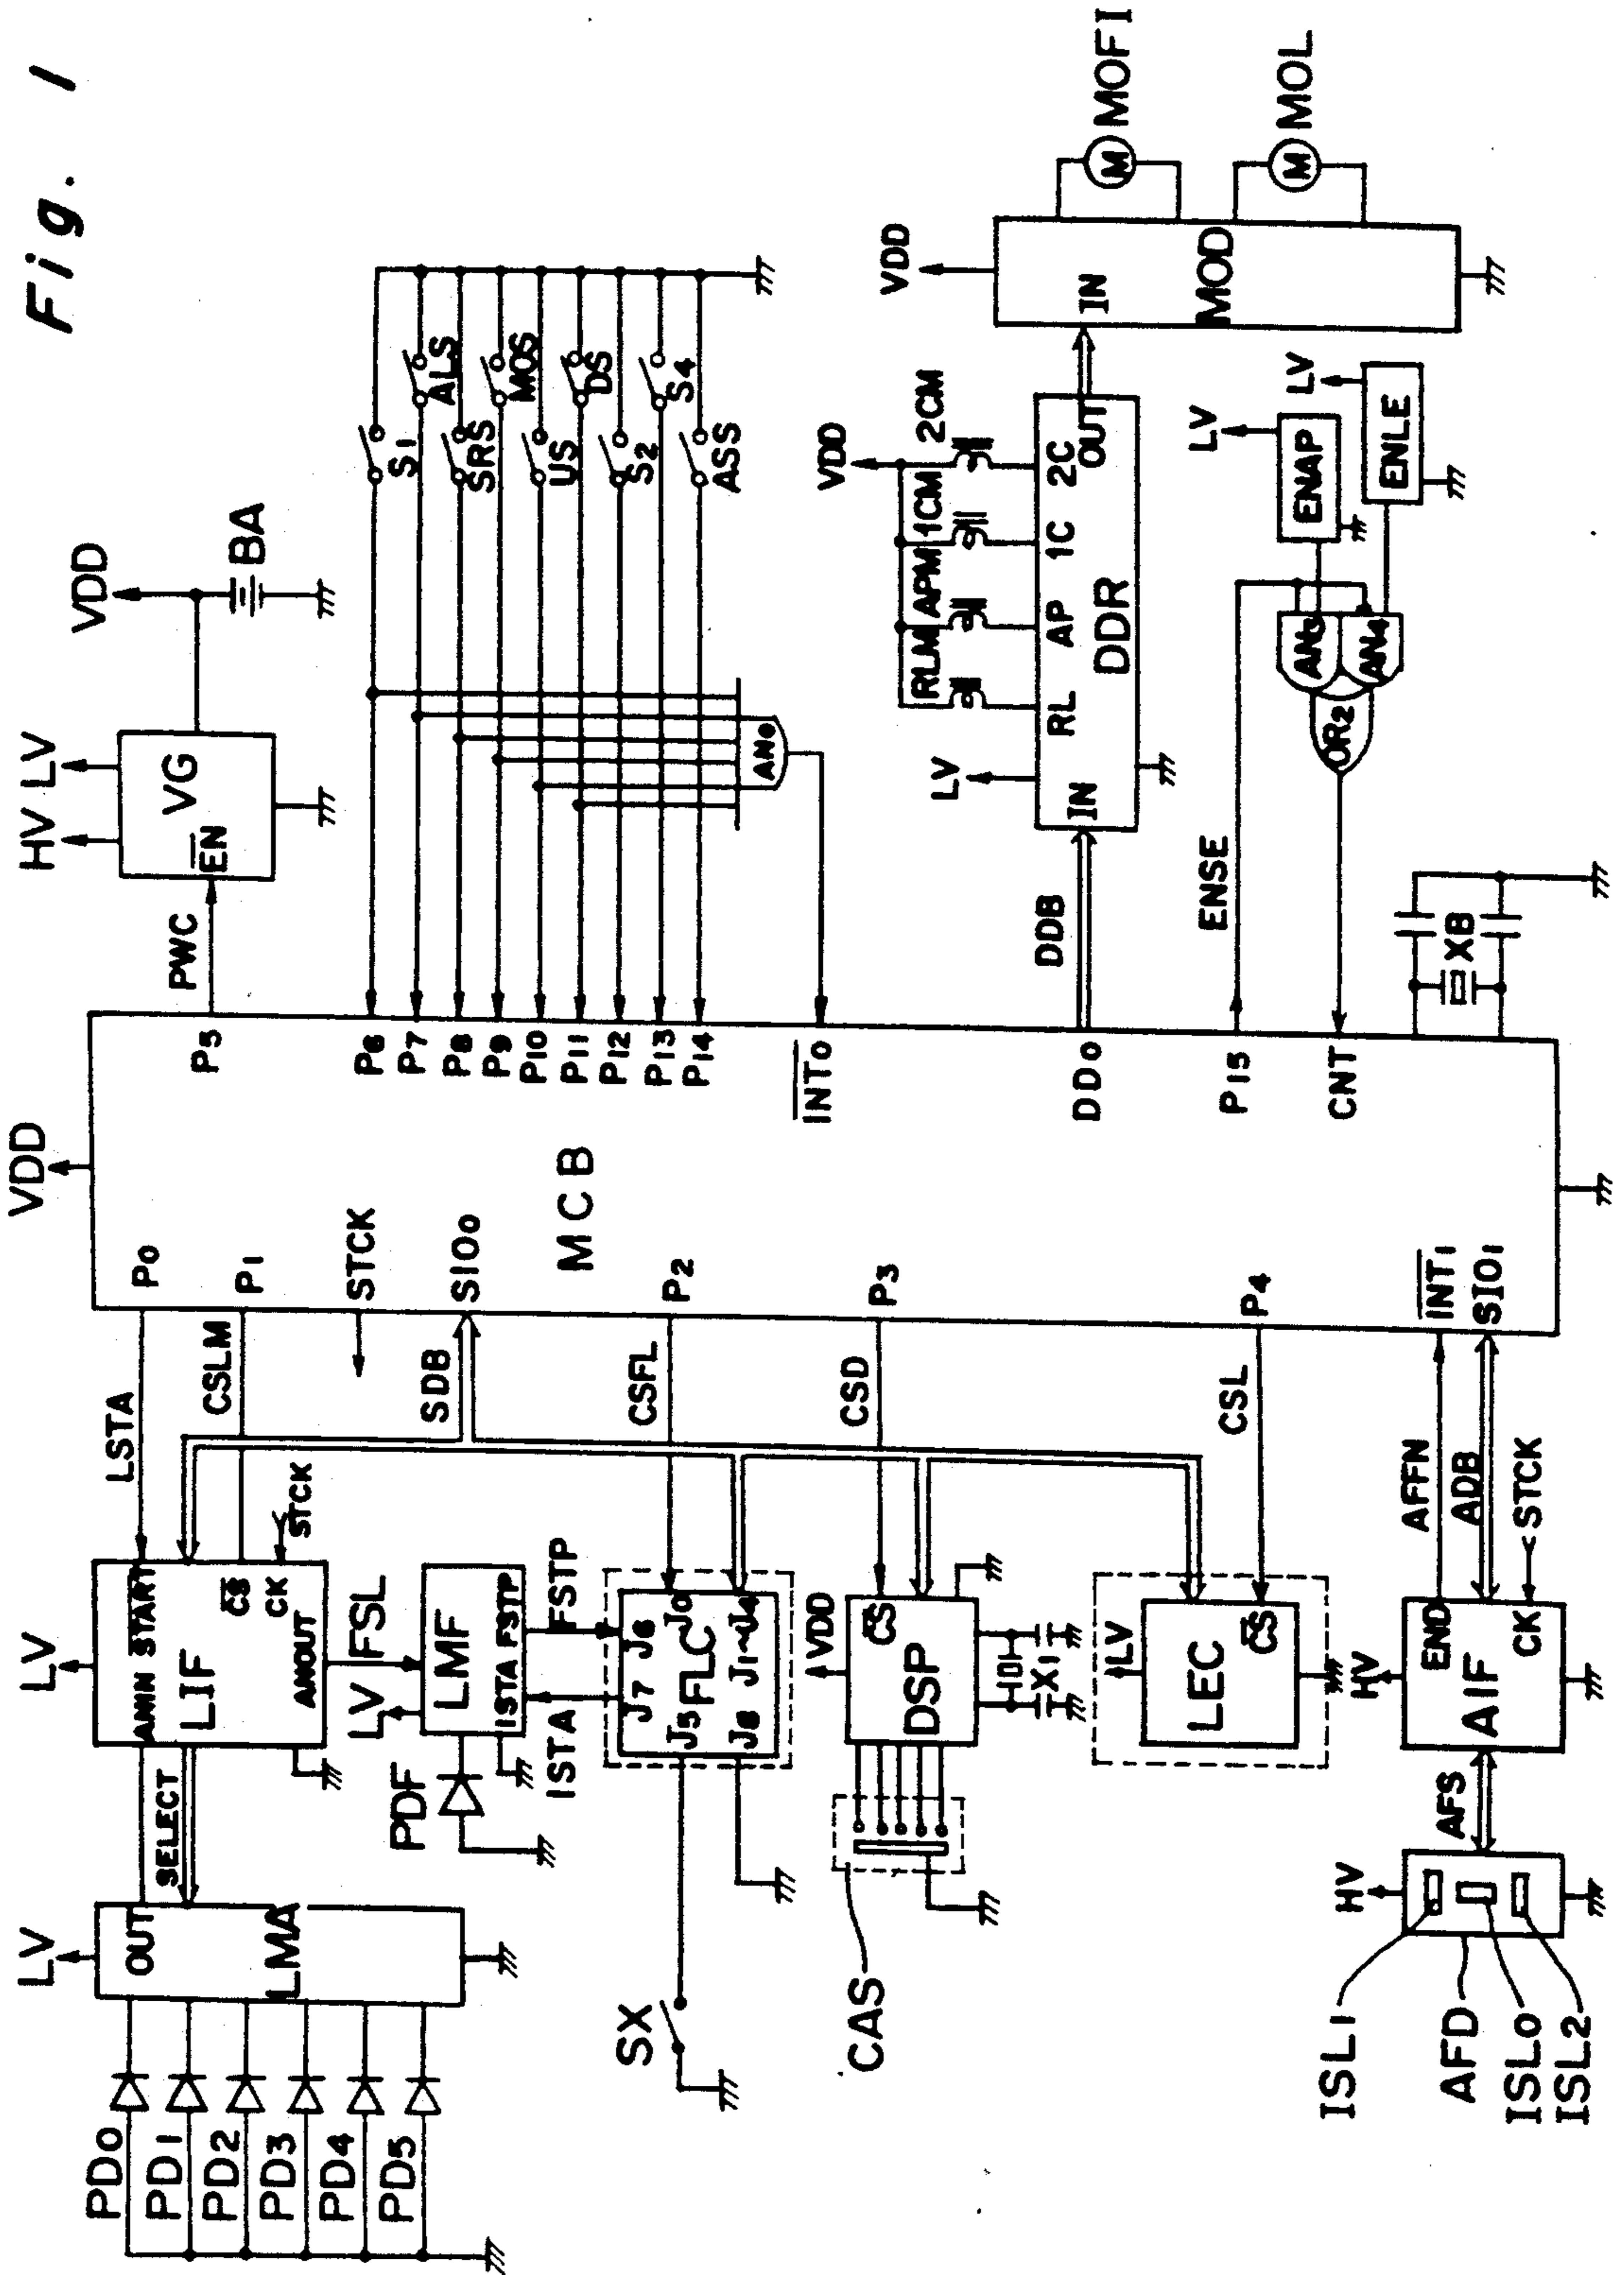 Fig. 1
VDD
HV LV
VDD
VG
EN
BA
PWC
P5
P0
P1
STCK
SIO0
MCB
P2
P3
P4
INT1
SIO1
P6
P7
P8
P9
P10
P11
P12
P13
P14
INT0
DD0
P15
CNT
S1
ALS
SRS
MOS
US
DS
S2
S4
ASS
AN0
VDD
RLM APM 1CM 2CM
LV
RL AP 1C 2C
IN
DDR
OUT
DDB
VDD
IN
MOD
M
MOFI
M
MOL
ENSE
LV
ENAP
LV
ENLE
AN3
AN4
OR2
XB
LSTA
CSLM
SDB
CSFL
CSD
CSL
AFFN
ADB
STCK
LV
ANIN START
LIF
CS
CK
STCK
ANOUT
FSL
LV
LMF
ISTA FSTP
FSTP
ISTA
PDF
J7 J6
J5 FLC J0
J8 J1~J4
VDD
CS
DSP
X1
LV
LEC
CS
HV
END
AIF
CK
AFS
SELECT
LV
OUT
LMA
PD0
PD1
PD2
PD3
PD4
PD5
SX
CAS
HV
ISL1
AFD
ISL0
ISL2